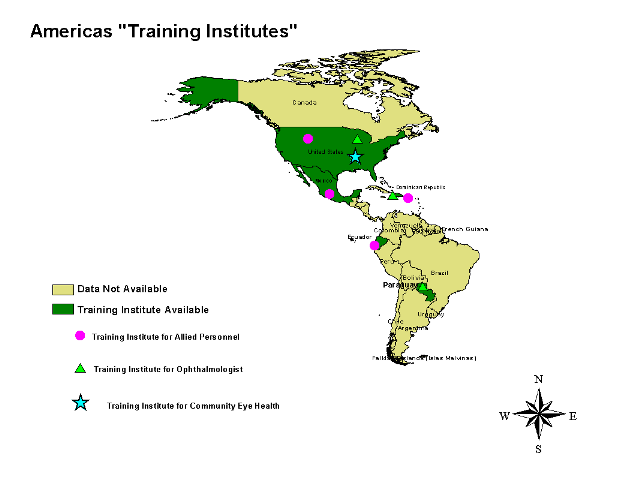 Americas "Training Institutes"
Canada
United States
Mexico
Dominican Republic
Venezuela
Colombia
French Guiana
Ecuador
Peru
Brazil
Bolivia
Paraguay
Uruguay
Chile
Argentina
(Islas Malvinas)
Data Not Available
Training Institute Available
Training Institute for Allied Personnel
Training Institute for Ophthalmologist
Training Institute for Community Eye Health
N
W E
S